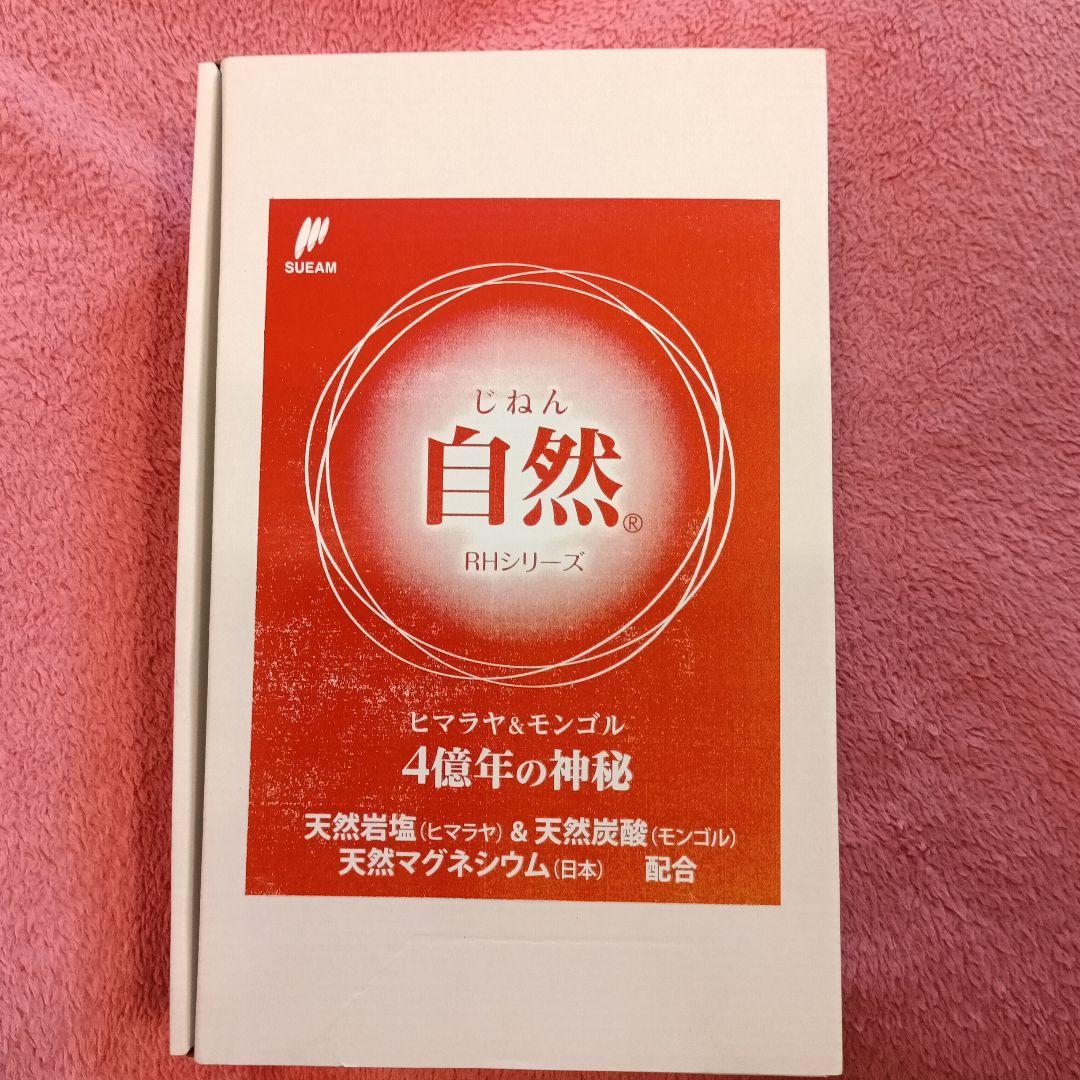 SUEAM
じねん
自然®
RHシリーズ
ヒマラヤ&モンゴル
4億年の神秘
天然岩塩(ヒマラヤ)&天然炭酸(モンゴル)
天然マグネシウム(日本) 配合